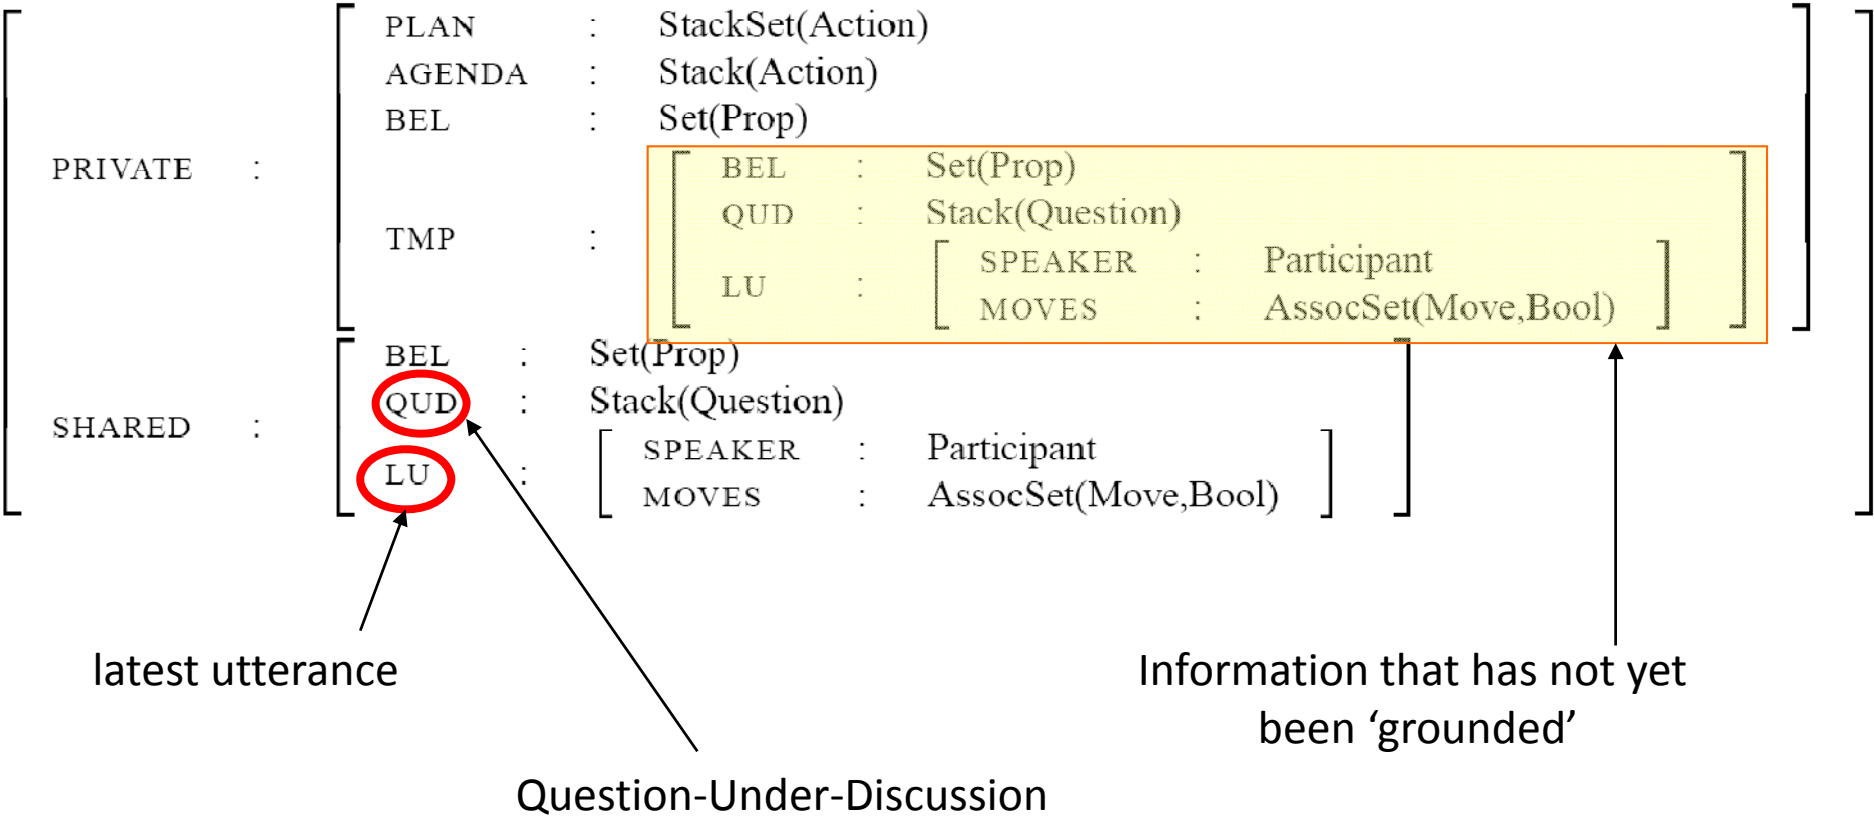 PLAN : StackSet(Action)
AGENDA : Stack(Action)
BEL : Set(Prop)
PRIVATE :
BEL : Set(Prop)
QUD : Stack(Question)
TMP :
SPEAKER : Participant
LU :
MOVES : AssocSet(Move,Bool)
BEL : Set(Prop)
QUD : Stack(Question)
SHARED :
SPEAKER : Participant
LU :
MOVES : AssocSet(Move,Bool)
latest utterance
Information that has not yet
been ‘grounded’
Question-Under-Discussion